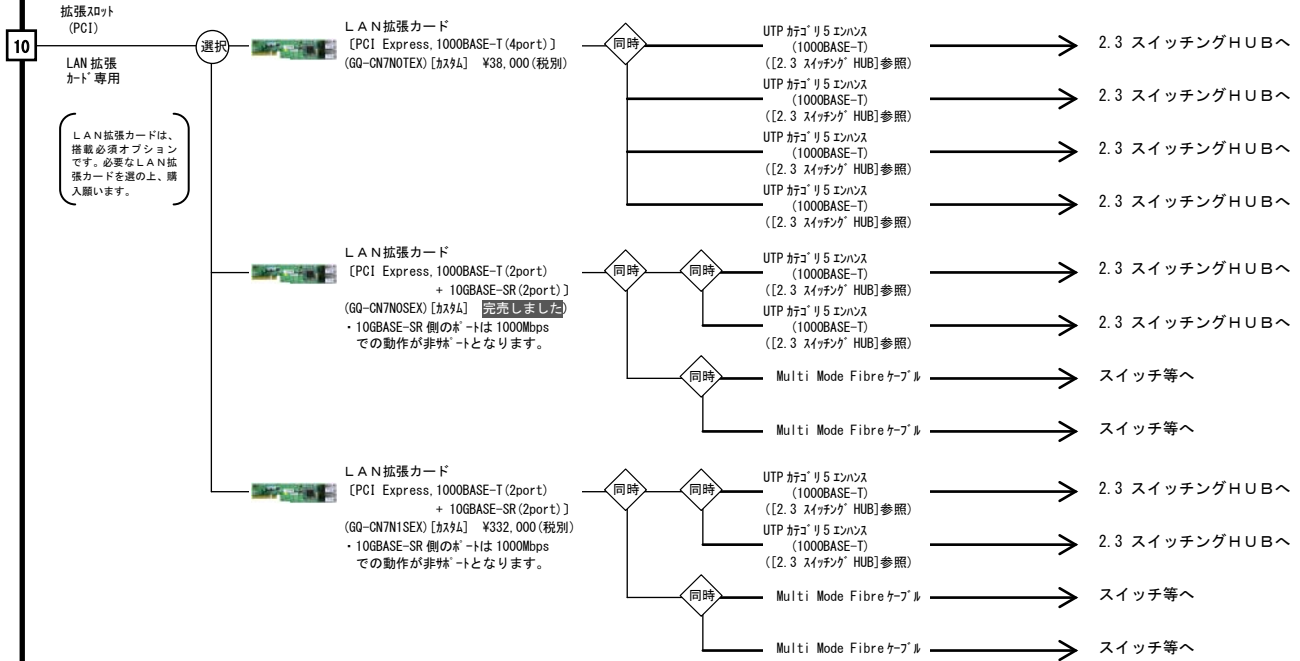 拡張ｽﾛｯﾄ
(PCI)
10
選択
LAN 拡張
ｶｰﾄﾞ専用
ＬＡＮ拡張カードは、
搭載必須オプション
です。必要なＬＡＮ拡
張カードを選の上、購
入願います。
ＬＡＮ拡張カード
[PCI Express,1000BASE-T(4port)]
(GQ-CN7NOTEX)[ｶｽﾀﾑ] ¥38,000(税別)
同時
UTP ｶﾃｺﾞﾘ 5 ｴﾝﾊﾝｽ
(1000BASE-T)
([2.3 ｽｲｯﾁﾝｸﾞ HUB]参照)
2.3 スイッチングＨＵＢへ
UTP ｶﾃｺﾞﾘ 5 ｴﾝﾊﾝｽ
(1000BASE-T)
([2.3 ｽｲｯﾁﾝｸﾞ HUB]参照)
2.3 スイッチングＨＵＢへ
UTP ｶﾃｺﾞﾘ 5 ｴﾝﾊﾝｽ
(1000BASE-T)
([2.3 ｽｲｯﾁﾝｸﾞ HUB]参照)
2.3 スイッチングＨＵＢへ
UTP ｶﾃｺﾞﾘ 5 ｴﾝﾊﾝｽ
(1000BASE-T)
([2.3 ｽｲｯﾁﾝｸﾞ HUB]参照)
2.3 スイッチングＨＵＢへ
ＬＡＮ拡張カード
[PCI Express,1000BASE-T(2port)
+ 10GBASE-SR(2port)]
(GQ-CN7NOSEX)[ｶｽﾀﾑ] 完売しました)
・10GBASE-SR 側のﾎﾟｰﾄは 1000Mbps
での動作が非ｻﾎﾟｰﾄとなります。
同時
同時
UTP ｶﾃｺﾞﾘ 5 ｴﾝﾊﾝｽ
(1000BASE-T)
([2.3 ｽｲｯﾁﾝｸﾞ HUB]参照)
2.3 スイッチングＨＵＢへ
UTP ｶﾃｺﾞﾘ 5 ｴﾝﾊﾝｽ
(1000BASE-T)
([2.3 ｽｲｯﾁﾝｸﾞ HUB]参照)
2.3 スイッチングＨＵＢへ
同時
Multi Mode Fibre ｹｰﾌﾞﾙ
スイッチ等へ
Multi Mode Fibre ｹｰﾌﾞﾙ
スイッチ等へ
ＬＡＮ拡張カード
[PCI Express,1000BASE-T(2port)
+ 10GBASE-SR(2port)]
(GQ-CN7N1SEX)[ｶｽﾀﾑ] ¥332,000(税別)
・10GBASE-SR 側のﾎﾟｰﾄは 1000Mbps
での動作が非ｻﾎﾟｰﾄとなります。
同時
同時
UTP ｶﾃｺﾞﾘ 5 ｴﾝﾊﾝｽ
(1000BASE-T)
([2.3 ｽｲｯﾁﾝｸﾞ HUB]参照)
2.3 スイッチングＨＵＢへ
UTP ｶﾃｺﾞﾘ 5 ｴﾝﾊﾝｽ
(1000BASE-T)
([2.3 ｽｲｯﾁﾝｸﾞ HUB]参照)
2.3 スイッチングＨＵＢへ
同時
Multi Mode Fibre ｹｰﾌﾞﾙ
スイッチ等へ
Multi Mode Fibre ｹｰﾌﾞﾙ
スイッチ等へ